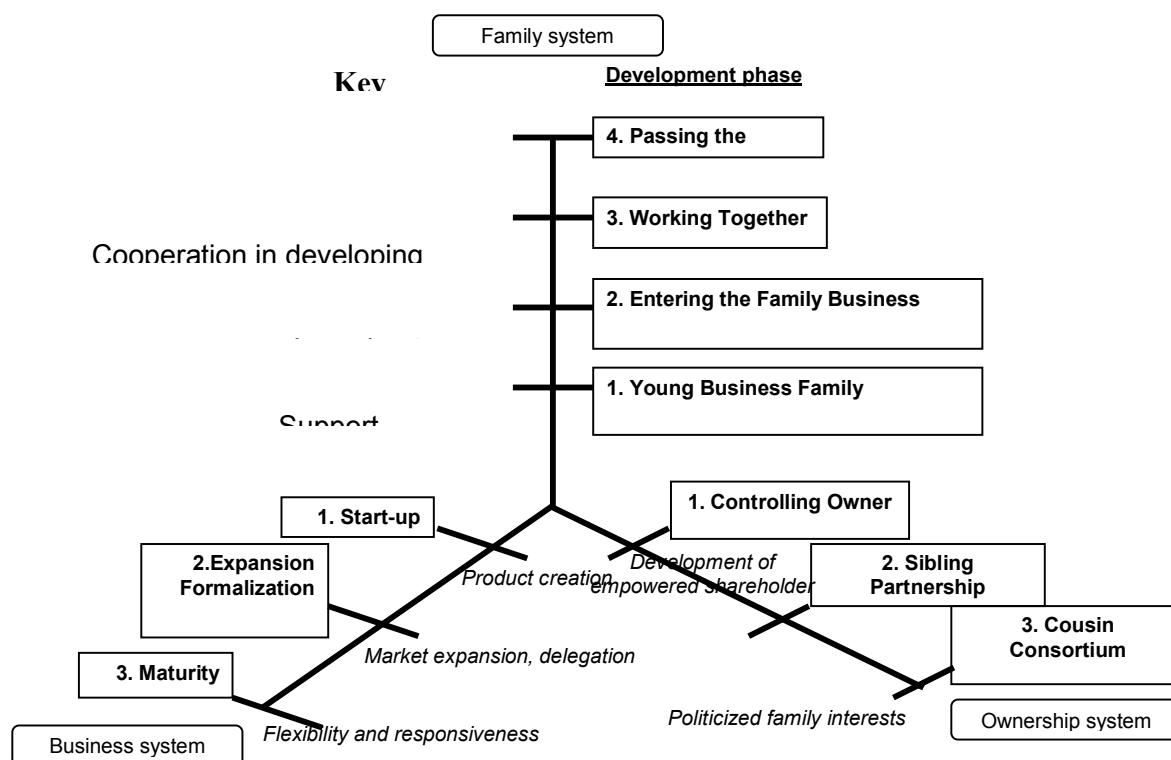 Family system
Key
Development phase
4. Passing the
3. Working Together
Cooperation in developing
2. Entering the Family Business
1. Young Business Family
Support
1. Start-up
1. Controlling Owner
2.Expansion
Formalization
Product creation
Development of
empowered shareholder
2. Sibling
Partnership
3. Maturity
Market expansion, delegation
3. Cousin
Consortium
Flexibility and responsiveness
Politicized family interests
Business system
Ownership system